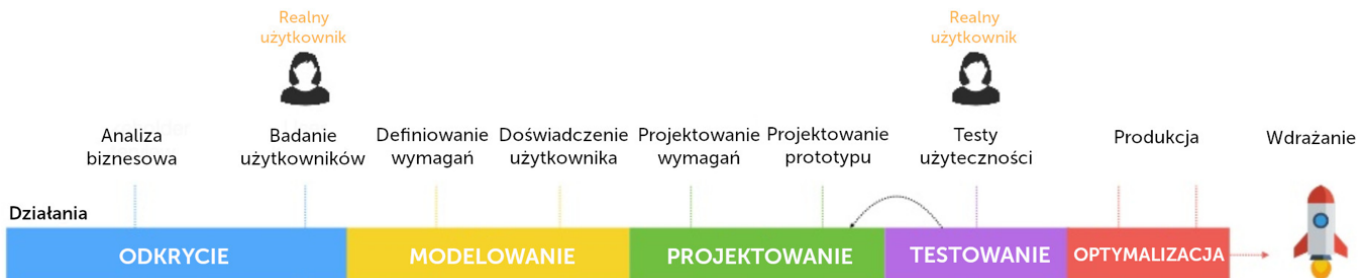 Realny
użytkownik
Realny
użytkownik
Analiza
biznesowa
Badanie
użytkowników
Definiowanie
wymagań
Doświadczenie
użytkownika
Projektowanie
wymagań
Projektowanie
prototypu
Testy
użyteczności
Produkcja
Wdrażanie
Działania
ODKRYCIE
MODELOWANIE
PROJEKTOWANIE
TESTOWANIE
OPTYMALIZACJA